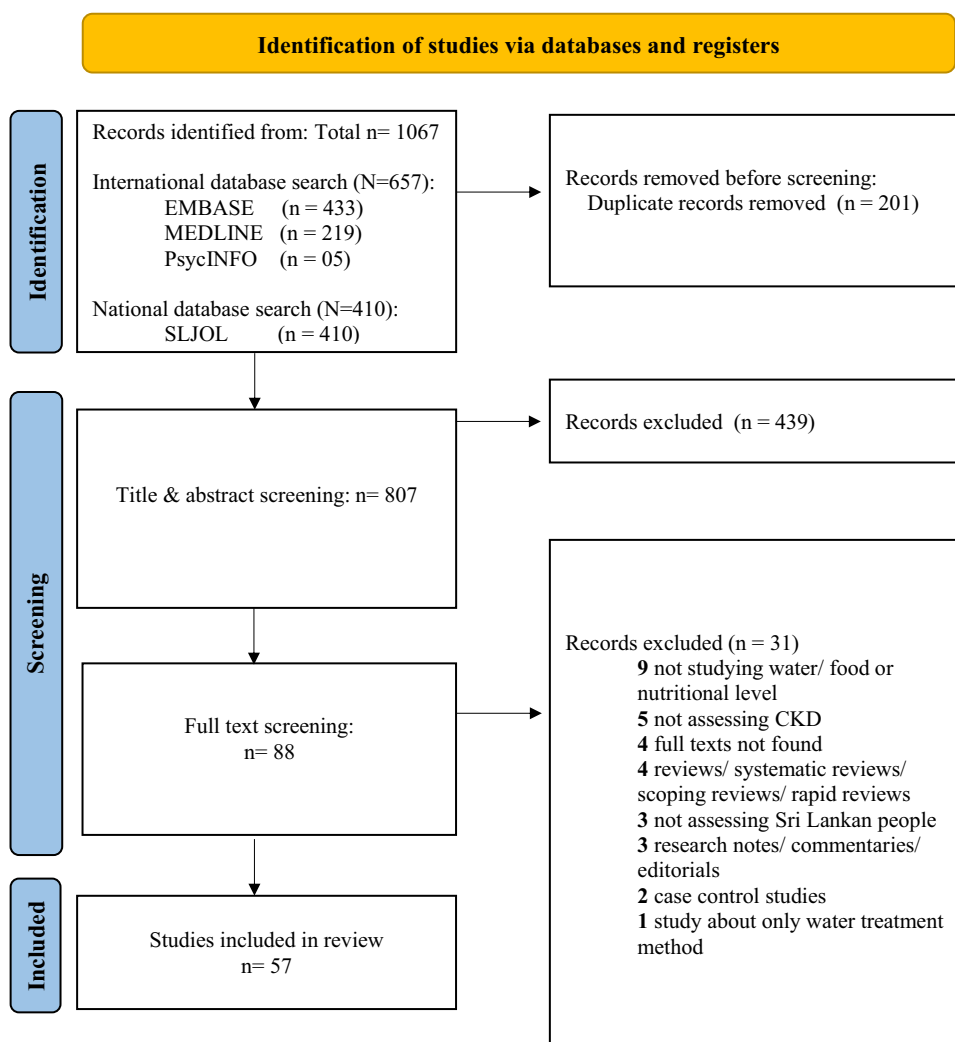 Identification of studies via databases and registers
Identification
Records identified from: Total n= 1067
International database search (N=657):
EMBASE (n = 433)
MEDLINE (n = 219)
PsycINFO (n = 05)
National database search (N=410):
SLJOL (n = 410)
Records removed before screening:
Duplicate records removed (n = 201)
Screening
Title & abstract screening: n= 807
Records excluded (n = 439)
Full text screening:
n= 88
Records excluded (n = 31)
9 not studying water/ food or
nutritional level
5 not assessing CKD
4 full texts not found
4 reviews/ systematic reviews/
scoping reviews/ rapid reviews
3 not assessing Sri Lankan people
3 research notes/ commentaries/
editorials
2 case control studies
1 study about only water treatment
method
Included
Studies included in review
n= 57